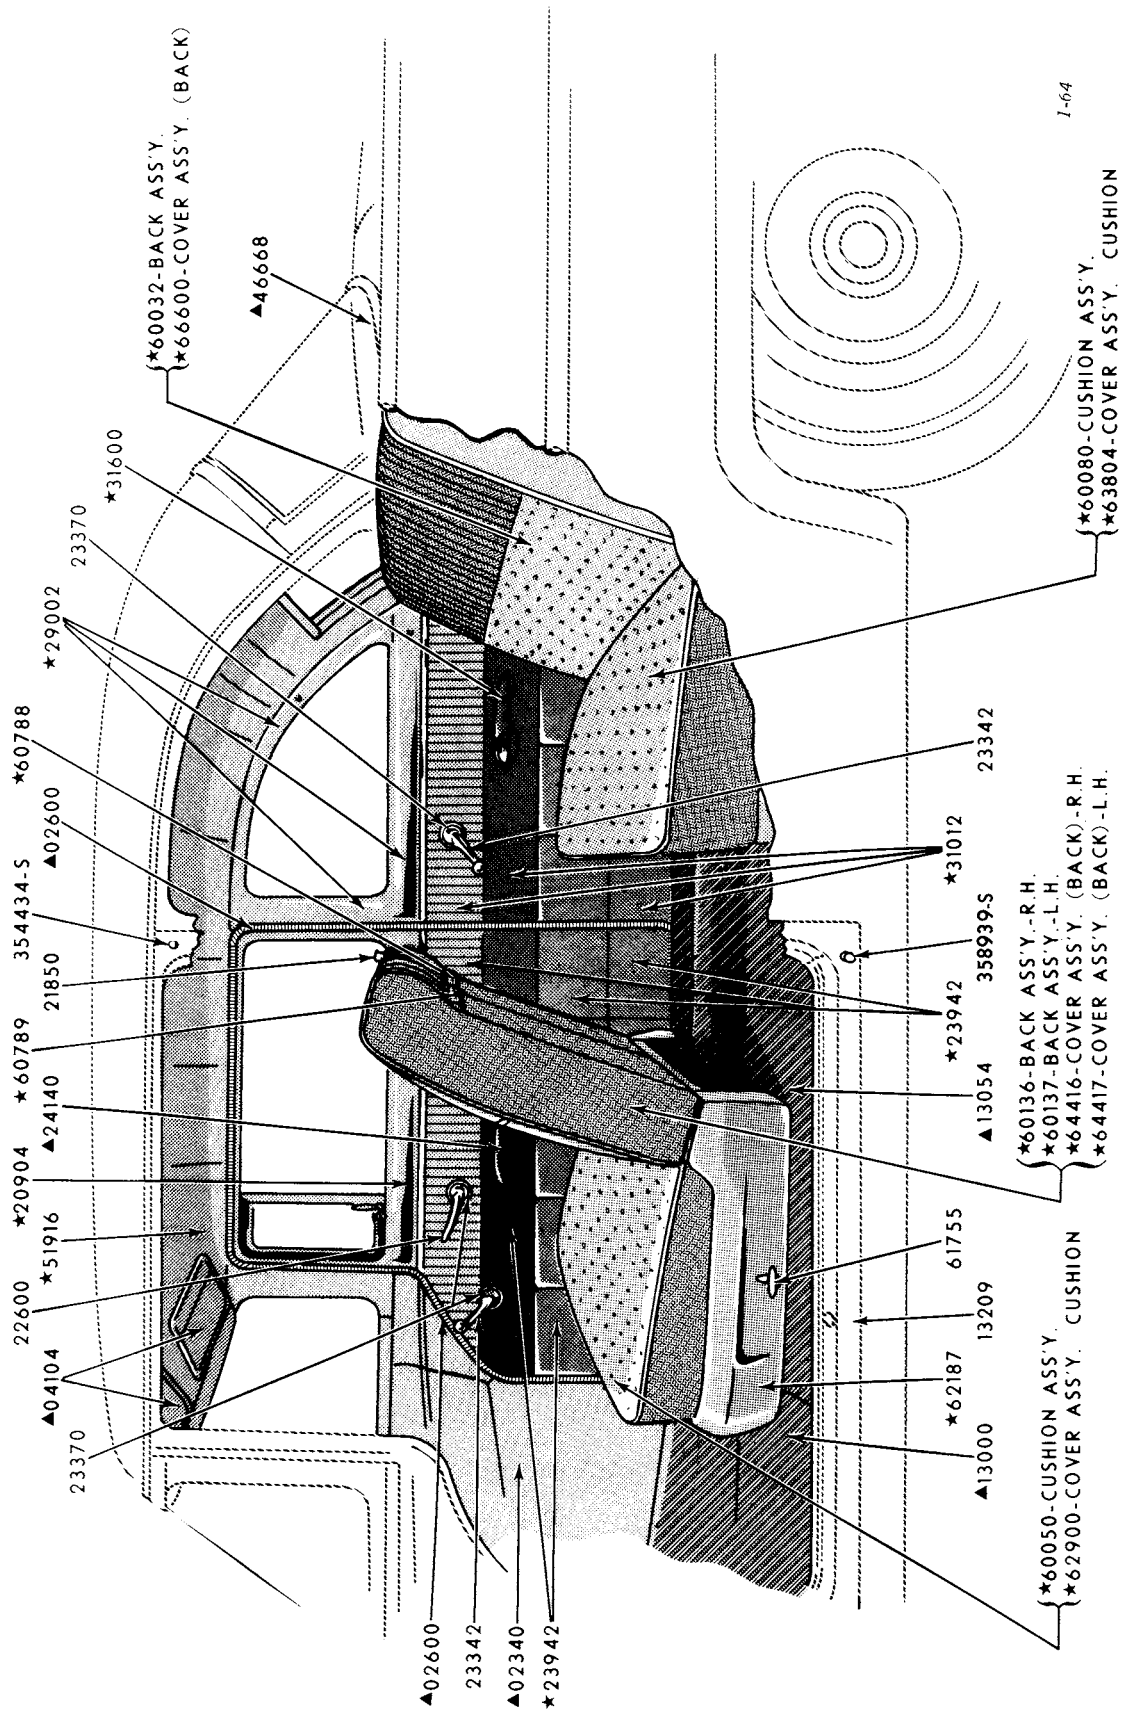 {★60032-BACK ASS'Y.
{★66600-COVER ASS'Y. (BACK)
▲46668
★31600
23370
★29002
★60788
▲02600
355434-S
21850
★60789
▲24140
★20904
★51916
22600
▲04104
23370
▲02600
23342
▲02340
★23942
{★60050-CUSHION ASS'Y.
{★62900-COVER ASS'Y. CUSHION
▲13000
★62187
13209
61755
{★60136-BACK ASS'Y.-R.H.
★60137-BACK ASS'Y.-L.H.
★64416-COVER ASS'Y. (BACK)-R.H.
★64417-COVER ASS'Y. (BACK)-L.H.
▲13054
★23942
358939-S
★31012
23342
{★60080-CUSHION ASS'Y.
{★63804-COVER ASS'Y. CUSHION
1-64